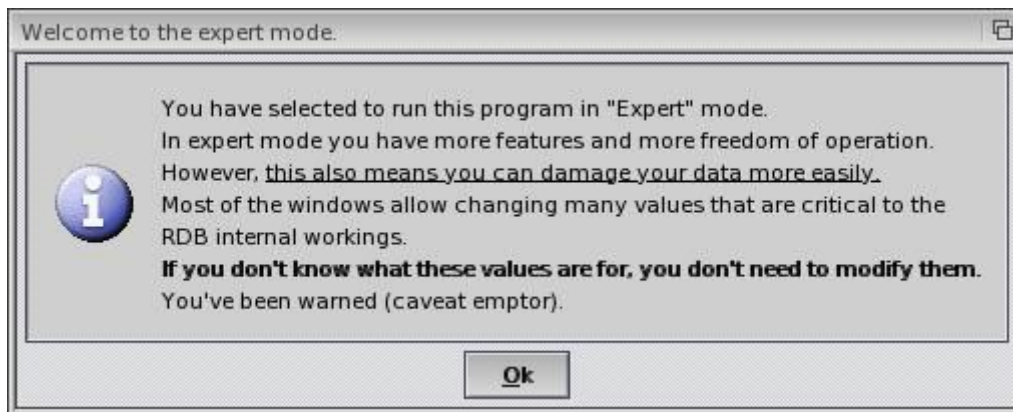 Welcome to the expert mode.
You have selected to run this program in "Expert" mode.
In expert mode you have more features and more freedom of operation.
However, this also means you can damage your data more easily.
Most of the windows allow changing many values that are critical to the
RDB internal workings.
If you don't know what these values are for, you don't need to modify them.
You've been warned (caveat emptor).
Ok